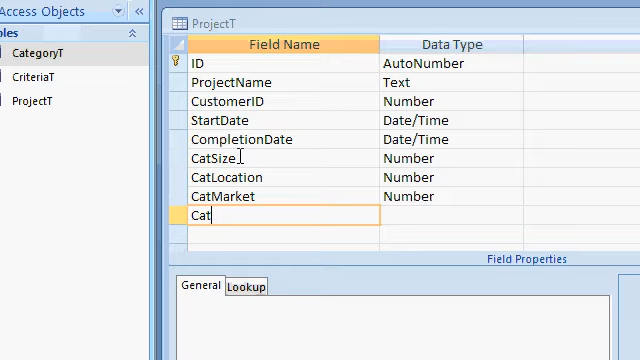 Access Objects
ProjectT
bles
Field Name Data Type
CategoryT
ID AutoNumber
CriteriaT
ProjectName Text
ProjectT
CustomerID Number
StartDate Date/Time
CompletionDate Date/Time
CatSize Number
CatLocation Number
CatMarket Number
Cat
Field Properties
General Lookup